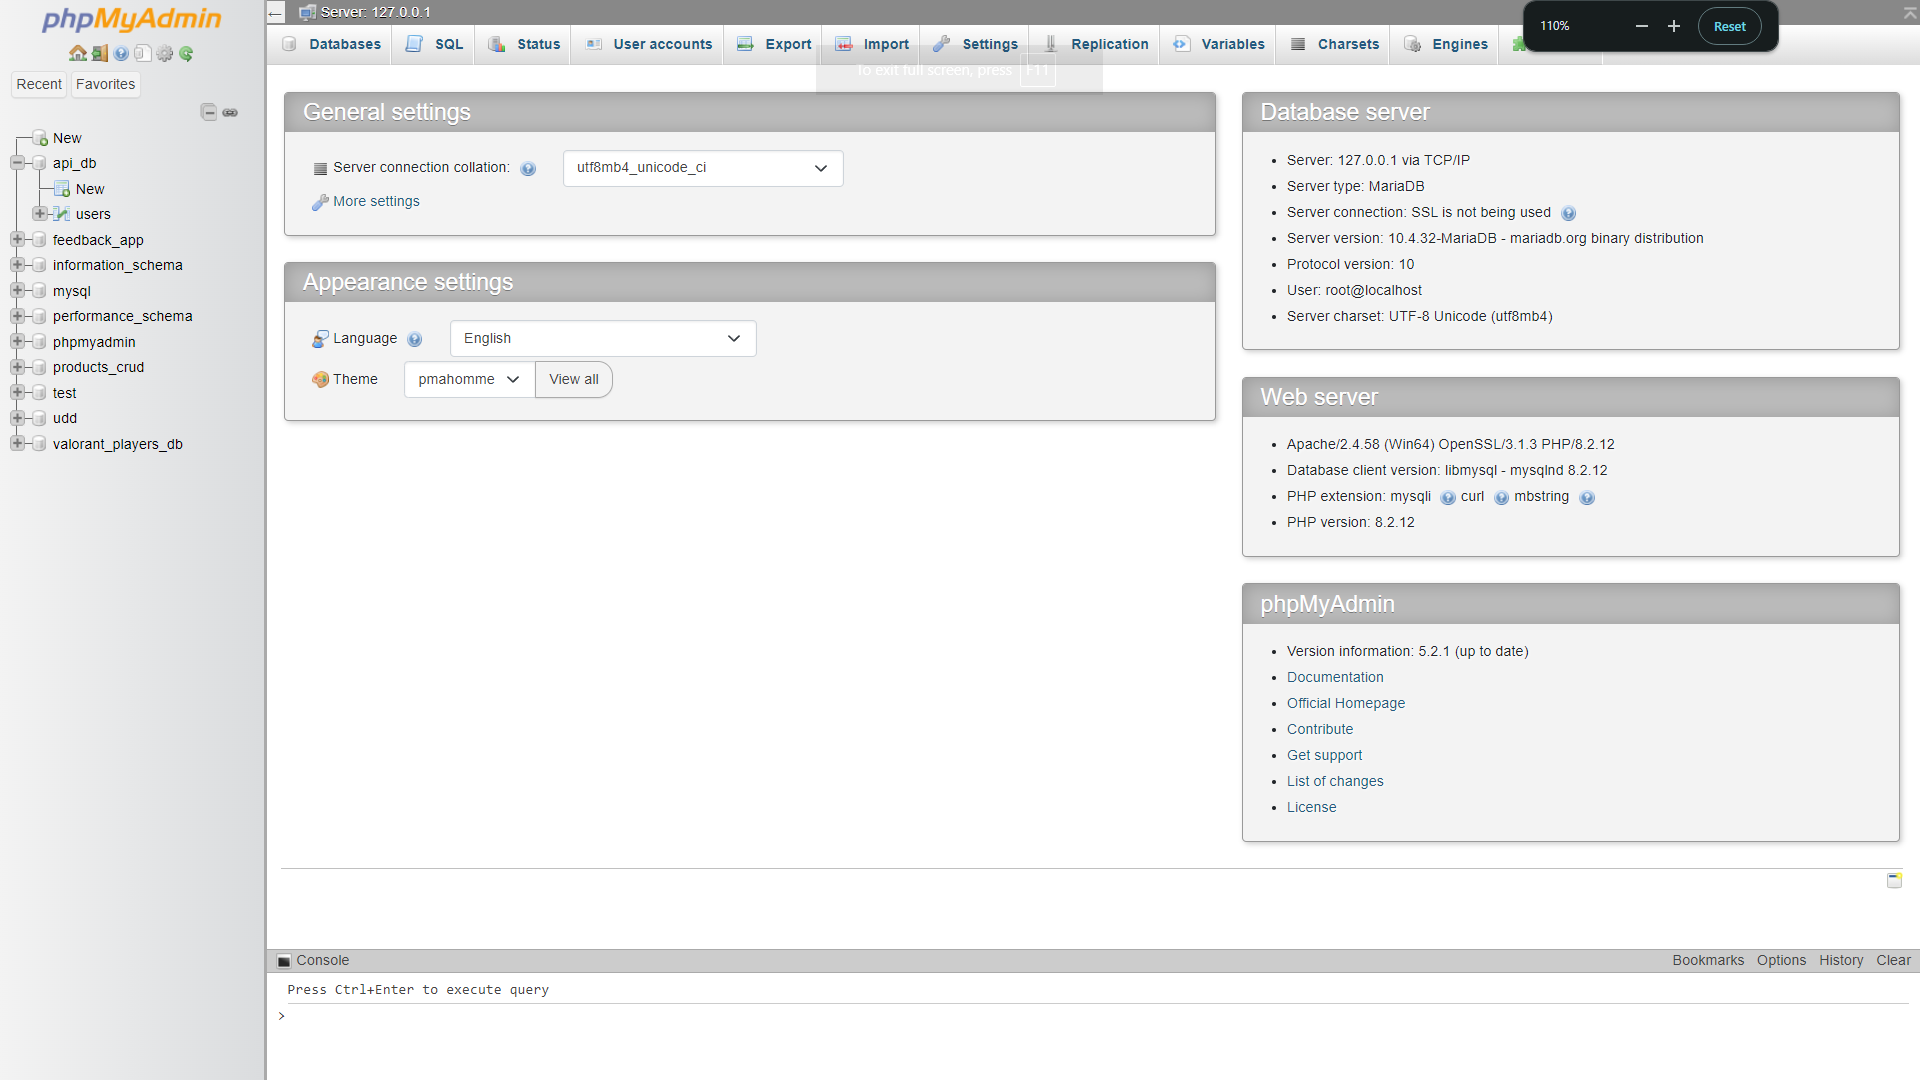 phpMyAdmin
Recent
Favorites
New
api_db
New
users
feedback_app
information_schema
mysql
performance_schema
phpmyadmin
products_crud
test
udd
valorant_players_db
Server: 127.0.0.1
Databases
SQL
Status
User accounts
Export
Import
Settings
Replication
Variables
Charsets
Engines
To exit full screen, press F11
110%
Reset
General settings
Server connection collation:
utf8mb4_unicode_ci
More settings
Appearance settings
Language
English
Theme
pmahomme
View all
Database server
Server: 127.0.0.1 via TCP/IP
Server type: MariaDB
Server connection: SSL is not being used
Server version: 10.4.32-MariaDB - mariadb.org binary distribution
Protocol version: 10
User: root@localhost
Server charset: UTF-8 Unicode (utf8mb4)
Web server
Apache/2.4.58 (Win64) OpenSSL/3.1.3 PHP/8.2.12
Database client version: libmysql - mysqlnd 8.2.12
PHP extension: mysqli curl mbstring
PHP version: 8.2.12
phpMyAdmin
Version information: 5.2.1 (up to date)
Documentation
Official Homepage
Contribute
Get support
List of changes
License
Console
Bookmarks
Options
History
Clear
Press Ctrl+Enter to execute query
>